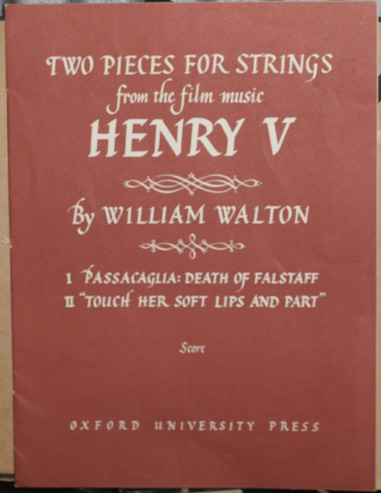 TWO PIECES FOR STRINGS
from the film music
HENRY V
By WILLIAM WALTON
I PASSACAGLIA: DEATH OF FALSTAFF
II "TOUCH HER SOFT LIPS AND PART"
Score
OXFORD UNIVERSITY PRESS